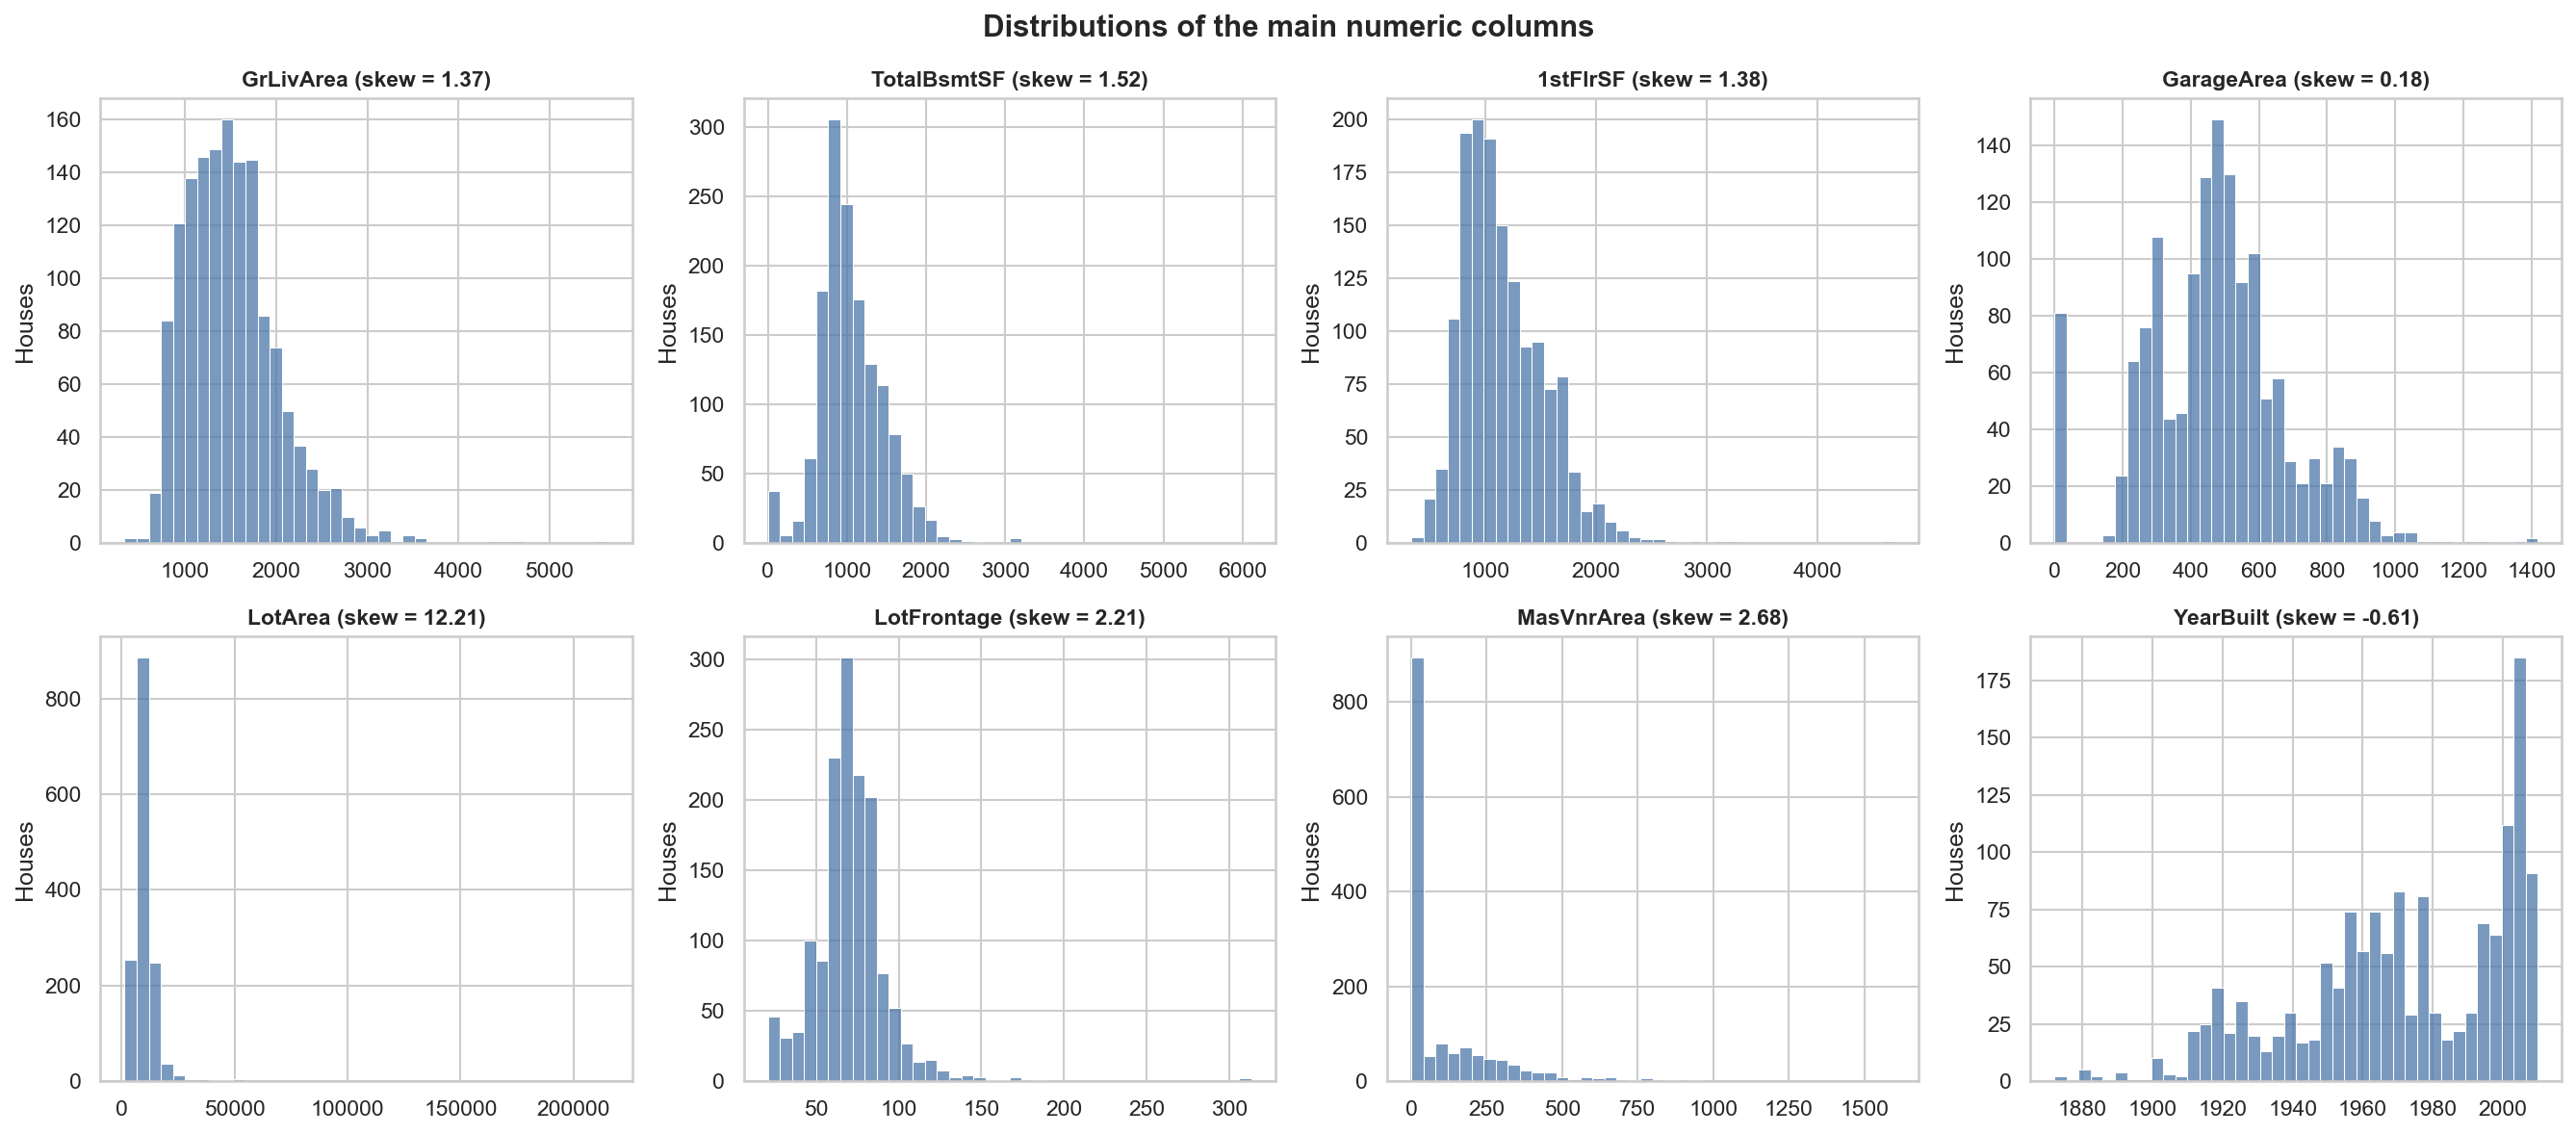 Distributions of the main numeric columns
GrLivArea (skew = 1.37)
160
140
120
100
80
60
40
20
0
Houses
1000 2000 3000 4000 5000
TotalBsmtSF (skew = 1.52)
300
250
200
150
100
50
0
Houses
0 1000 2000 3000 4000 5000 6000
1stFlrSF (skew = 1.38)
200
175
150
125
100
75
50
25
0
Houses
1000 2000 3000 4000
GarageArea (skew = 0.18)
140
120
100
80
60
40
20
0
Houses
0 200 400 600 800 1000 1200 1400
LotArea (skew = 12.21)
800
600
400
200
0
Houses
0 50000 100000 150000 200000
LotFrontage (skew = 2.21)
300
250
200
150
100
50
0
Houses
50 100 150 200 250 300
MasVnrArea (skew = 2.68)
800
600
400
200
0
Houses
0 250 500 750 1000 1250 1500
YearBuilt (skew = -0.61)
175
150
125
100
75
50
25
0
Houses
1880 1900 1920 1940 1960 1980 2000